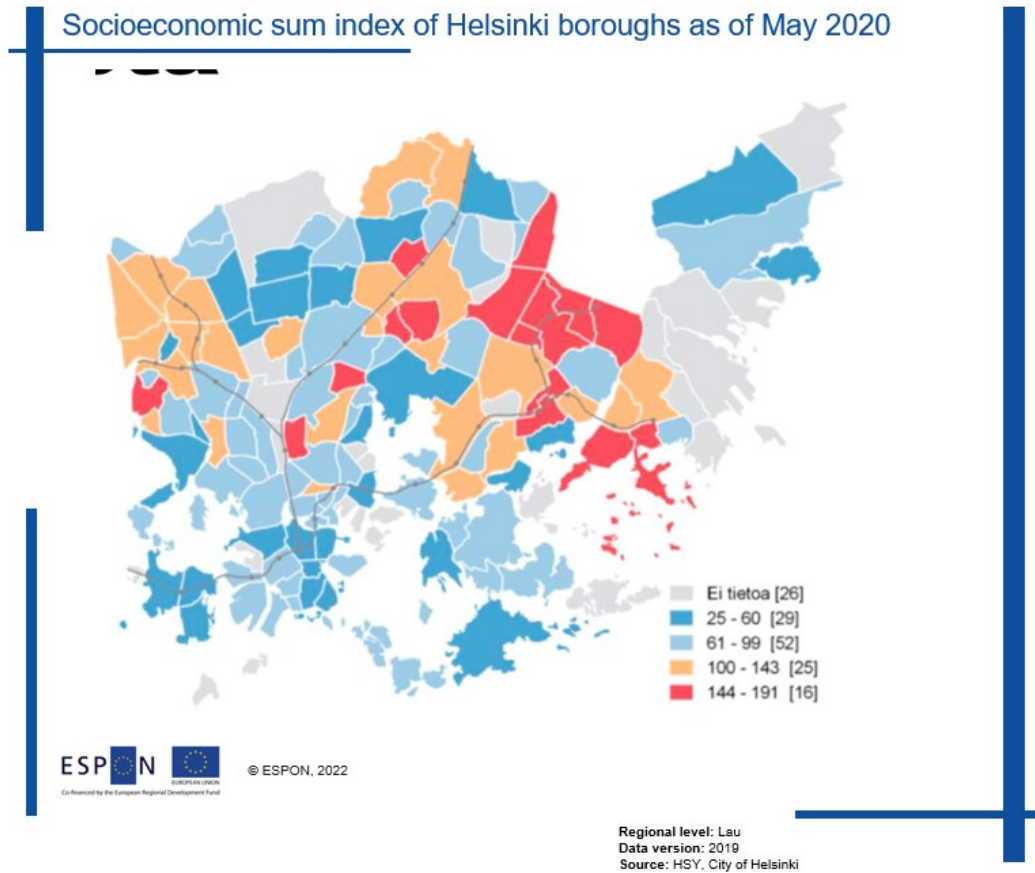 Socioeconomic sum index of Helsinki boroughs as of May 2020
Ei tietoa [26]
25 - 60 [29]
61 - 99 [52]
100 - 143 [25]
144 - 191 [16]
ESPON
EUROPEAN UNION
Co-financed by the European Regional Development Fund
© ESPON, 2022
Regional level: Lau
Data version: 2019
Source: HSY, City of Helsinki